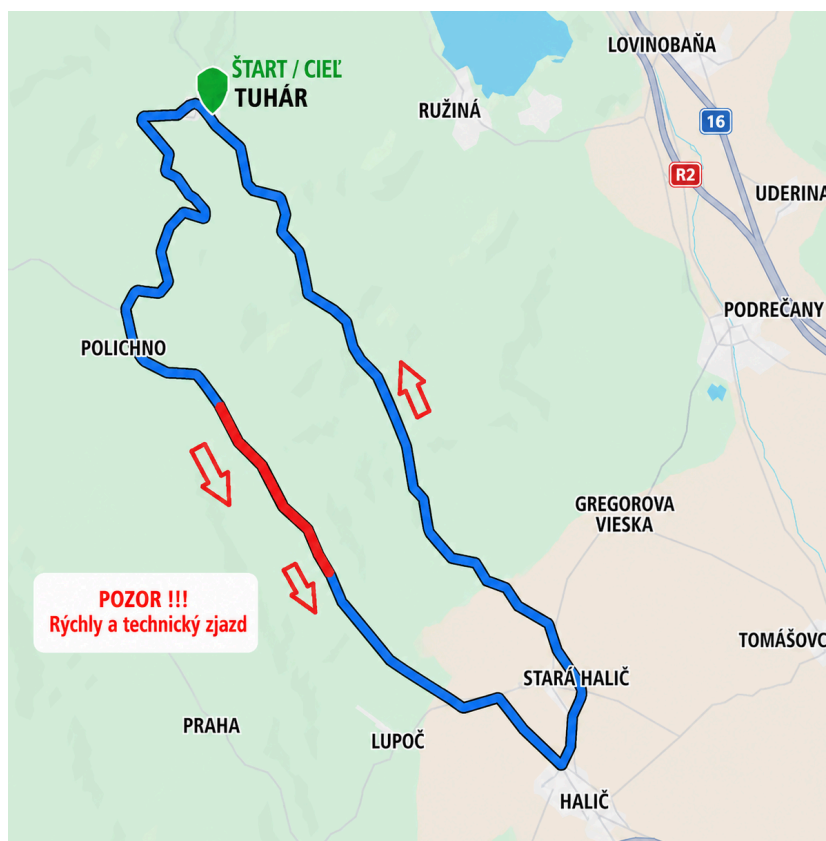 LOVINOBAŇA
ŠTART / CIEĽ
TUHÁR
RUŽINÁ
16
R2
UDERINA
PODREČANY
POLICHNO
GREGOROVA
VIESKA
POZOR !!!
Rýchly a technický zjazd
TOMÁŠOVC
STARÁ HALIČ
PRAHA
LUPOČ
HALIČ